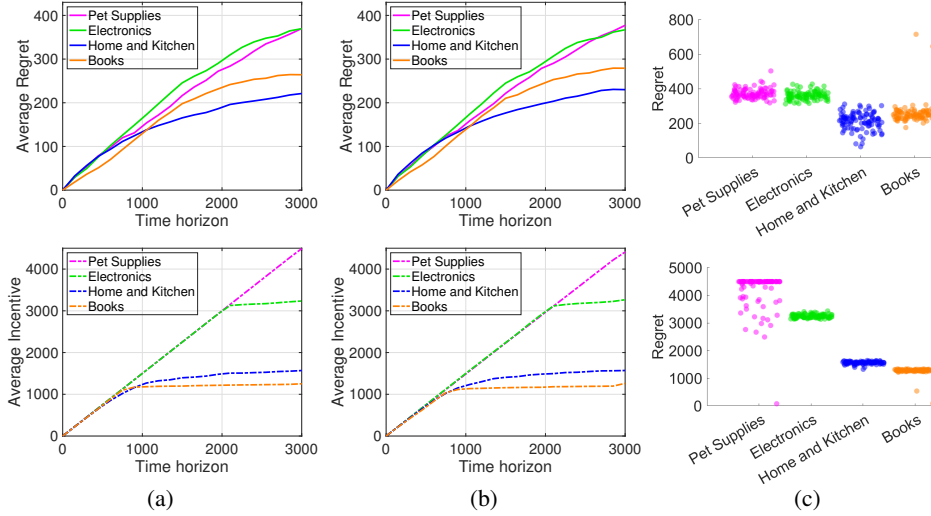 Average Regret
400
300
200
100
0
Pet Supplies
Electronics
Home and Kitchen
Books
0 1000 2000 3000
Time horizon
Average Regret
400
300
200
100
0
Pet Supplies
Electronics
Home and Kitchen
Books
0 1000 2000 3000
Time horizon
Regret
800
600
400
200
0
Pet Supplies
Electronics
Home and Kitchen
Books
Average Incentive
4000
3000
2000
1000
0
Pet Supplies
Electronics
Home and Kitchen
Books
0 1000 2000 3000
Time horizon
Average Incentive
4000
3000
2000
1000
0
Pet Supplies
Electronics
Home and Kitchen
Books
0 1000 2000 3000
Time horizon
Regret
5000
4000
3000
2000
1000
0
Pet Supplies
Electronics
Home and Kitchen
Books
(a) (b) (c)